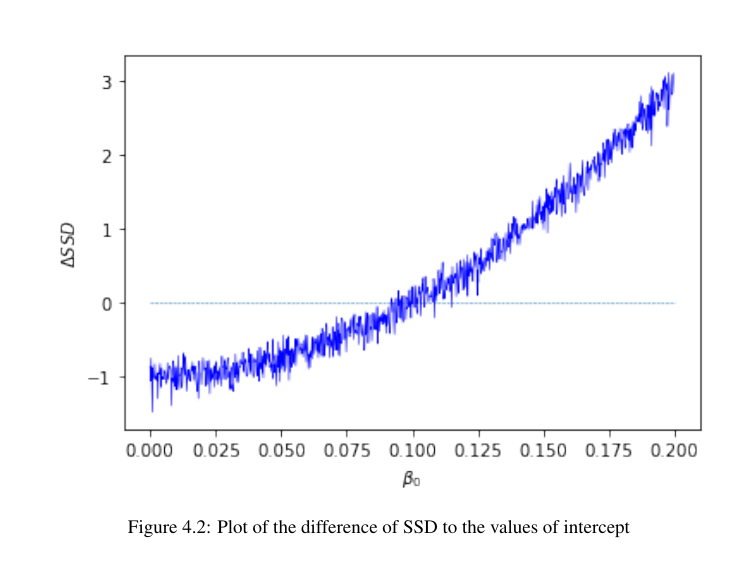 3
2
1
0
−1
ΔSSD
0.000 0.025 0.050 0.075 0.100 0.125 0.150 0.175 0.200
β▯
Figure 4.2: Plot of the difference of SSD to the values of intercept